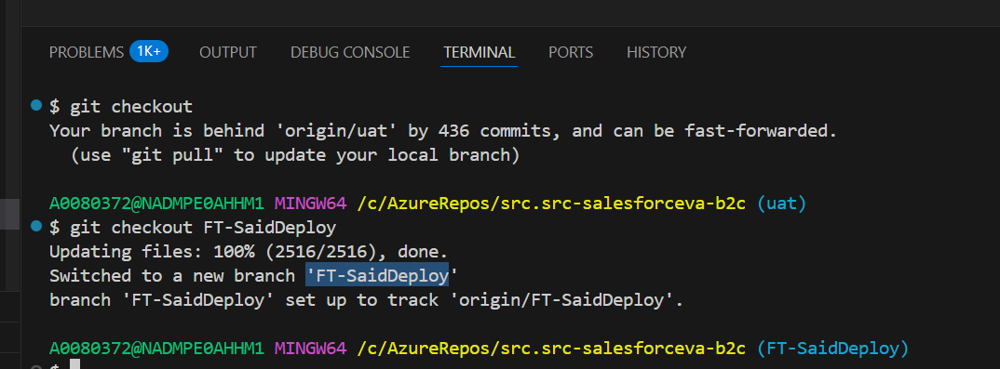 PROBLEMS 1K+ OUTPUT DEBUG CONSOLE TERMINAL PORTS HISTORY
$ git checkout
Your branch is behind 'origin/uat' by 436 commits, and can be fast-forwarded.
(use "git pull" to update your local branch)
A0080372@NADMPE0AHHM1 MINGW64 /c/AzureRepos/src.src-salesforceva-b2c (uat)
$ git checkout FT-SaidDeploy
Updating files: 100% (2516/2516), done.
Switched to a new branch 'FT-SaidDeploy'
branch 'FT-SaidDeploy' set up to track 'origin/FT-SaidDeploy'.
A0080372@NADMPE0AHHM1 MINGW64 /c/AzureRepos/src.src-salesforceva-b2c (FT-SaidDeploy)
$